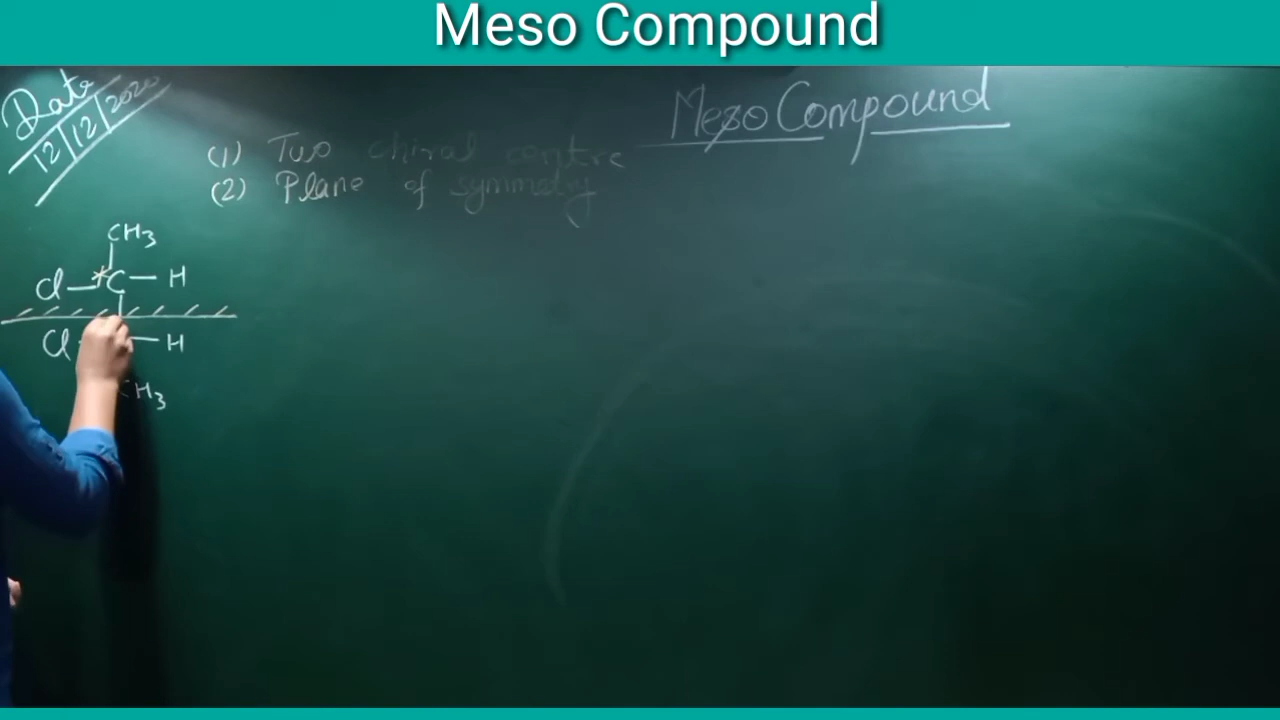 Meso Compound
Date
12/12/2020
Meso Compound
(1) Two chiral centre
(2) Plane of symmetry
CH3
Cl *C H
Cl H
CH3